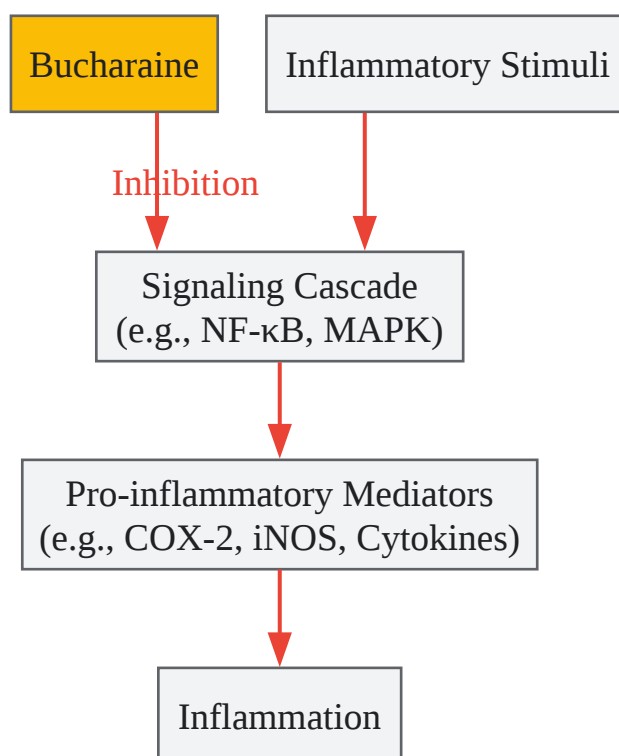 Bucharaine
Inflammatory Stimuli
Inhibition
Signaling Cascade
(e.g., NF-κB, MAPK)
Pro-inflammatory Mediators
(e.g., COX-2, iNOS, Cytokines)
Inflammation